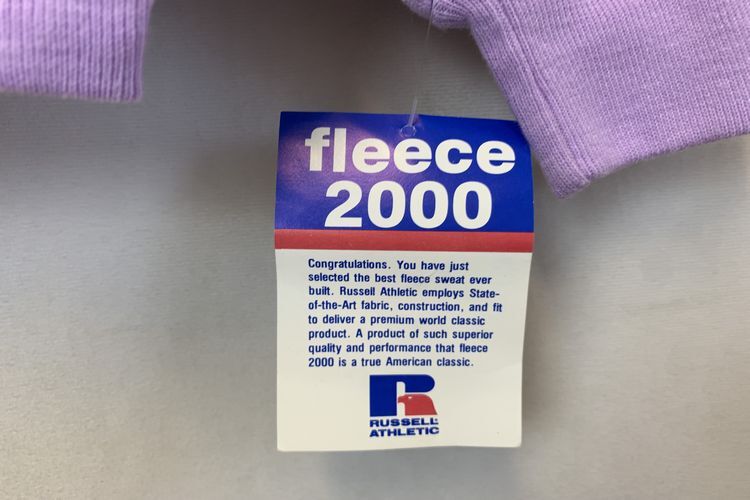 fleece
2000
Congratulations. You have just
selected the best fleece sweat ever
built. Russell Athletic employs State-
of-the-Art fabric, construction, and fit
to deliver a premium world classic
product. A product of such superior
quality and performance that fleece
2000 is a true American classic.
R
RUSSELL
ATHLETIC